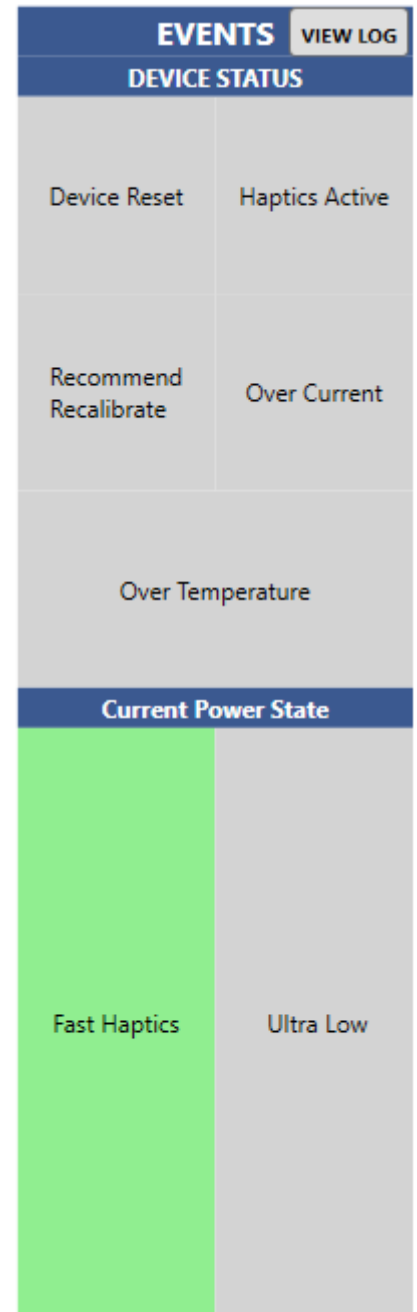 EVENTS VIEW LOG
DEVICE STATUS
Device Reset
Haptics Active
Recommend
Recalibrate
Over Current
Over Temperature
Current Power State
Fast Haptics
Ultra Low